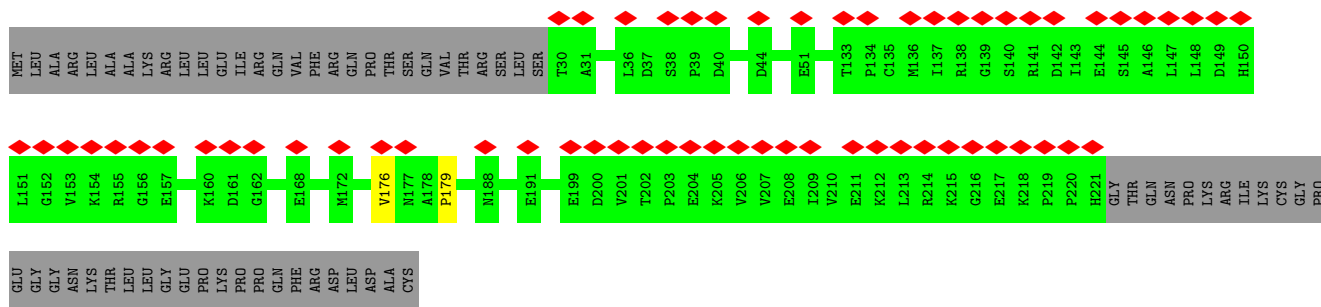 MET LEU ALA ARG LEU ALA ALA LYS ARG LEU LEU GLU ILE ARG GLN VAL PHE ARG GLN PRO THR SER GLN VAL THR ARG SER LEU SER T30 A31 L36 D37 S38 P39 D40 D44 E51 T133 P134 C135 M136 I137 R138 G139 S140 R141 D142 I143 E144 S145 A146 L147 L148 D149 H150
L151 G152 V153 K154 R155 G156 E157 K160 D161 G162 E168 M172 V176 N177 A178 P179 N188 E191 E199 D200 V201 T202 P203 E204 K205 V206 V207 E208 I209 V210 E211 K212 L213 R214 K215 G216 E217 K218 P219 P220 H221 GLY THR GLN ASN PRO LYS ARG ILE LYS CYS GLY PRO
GLU GLY GLY ASN LYS THR LEU LEU GLY GLU PRO LYS PRO PRO GLN PHE ARG ASP LEU ASP ALA CYS